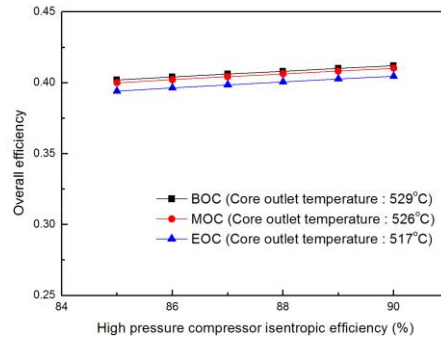 0.45
0.40
0.35
0.30
0.25
Overall efficiency
BOC (Core outlet temperature : 529°C)
MOC (Core outlet temperature : 526°C)
EOC (Core outlet temperature : 517°C)
84 86 88 90
High pressure compressor isentropic efficiency (%)